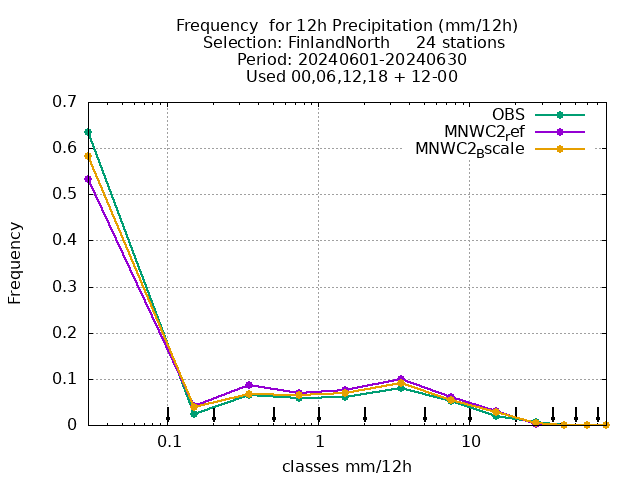 Frequency  for 12h Precipitation (mm/12h)
Selection: FinlandNorth     24 stations
Period: 20240601-20240630
Used 00,06,12,18 + 12-00
OBS
MNWC2ref
MNWC2Bscale
0.7
0.6
0.5
0.4
0.3
0.2
0.1
0
Frequency
0.1
1
10
classes mm/12h